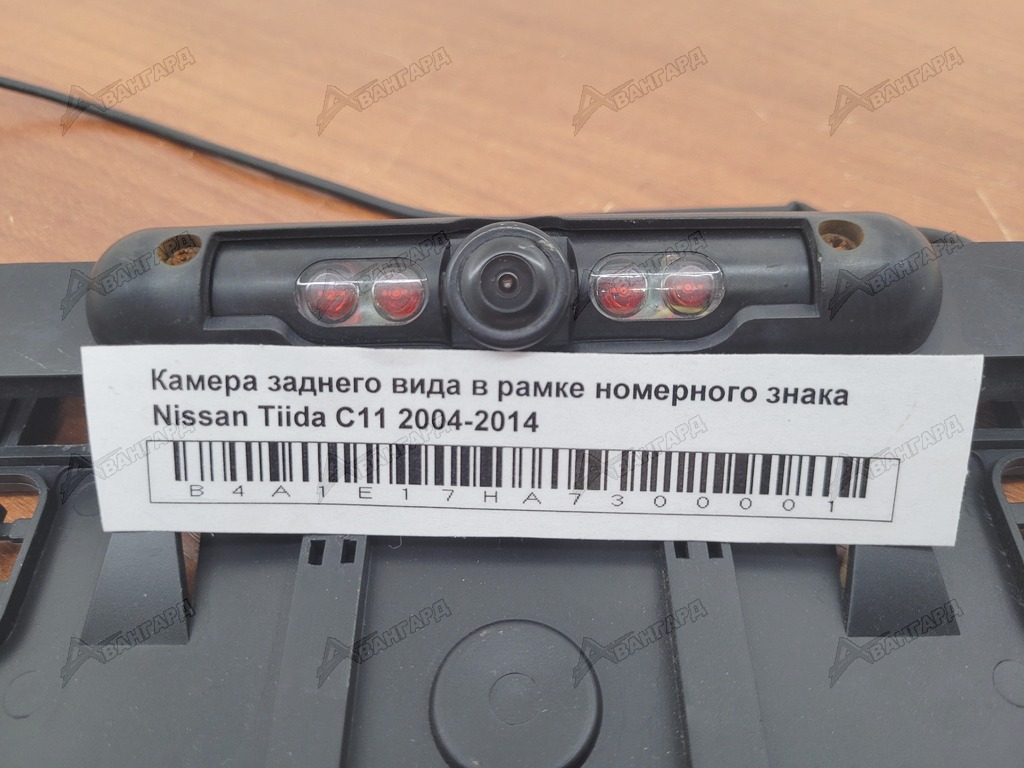 Камера заднего вида в рамке номерного знака
Nissan Tiida C11 2004-2014
B4A1E17HA7300001
АВАНГАРД